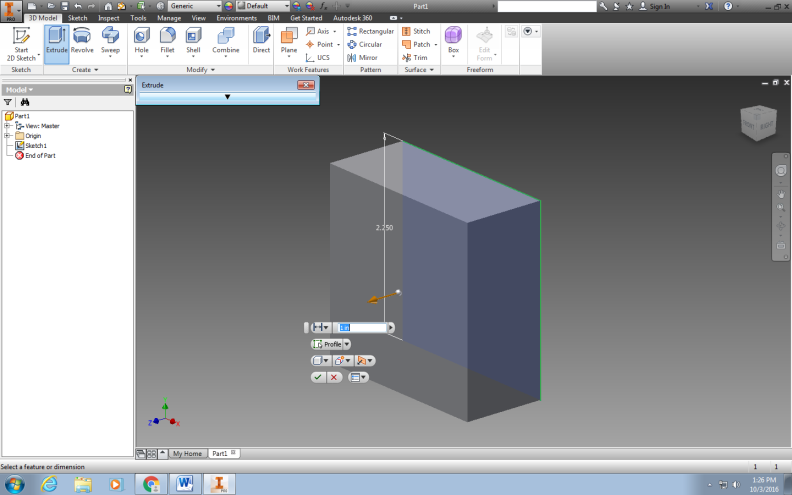 PRO Generic Default Part1 Sign In
3D Model Sketch Inspect Tools Manage View Environments BIM Get Started Autodesk 360
Start 2D Sketch Extrude Revolve Sweep Hole Fillet Shell Combine Direct Plane Axis Point UCS Rectangular Circular Mirror Stitch Patch Trim Box Edit Form
Sketch Create Modify Work Features Pattern Surface Freeform
Model
Extrude
Part1
View: Master
Origin
Sketch1
End of Part
FRONT RIGHT
2.250
1 in
Profile
Y
Z X
My Home Part1
Select a feature or dimension 1 1
1:26 PM
10/3/2016